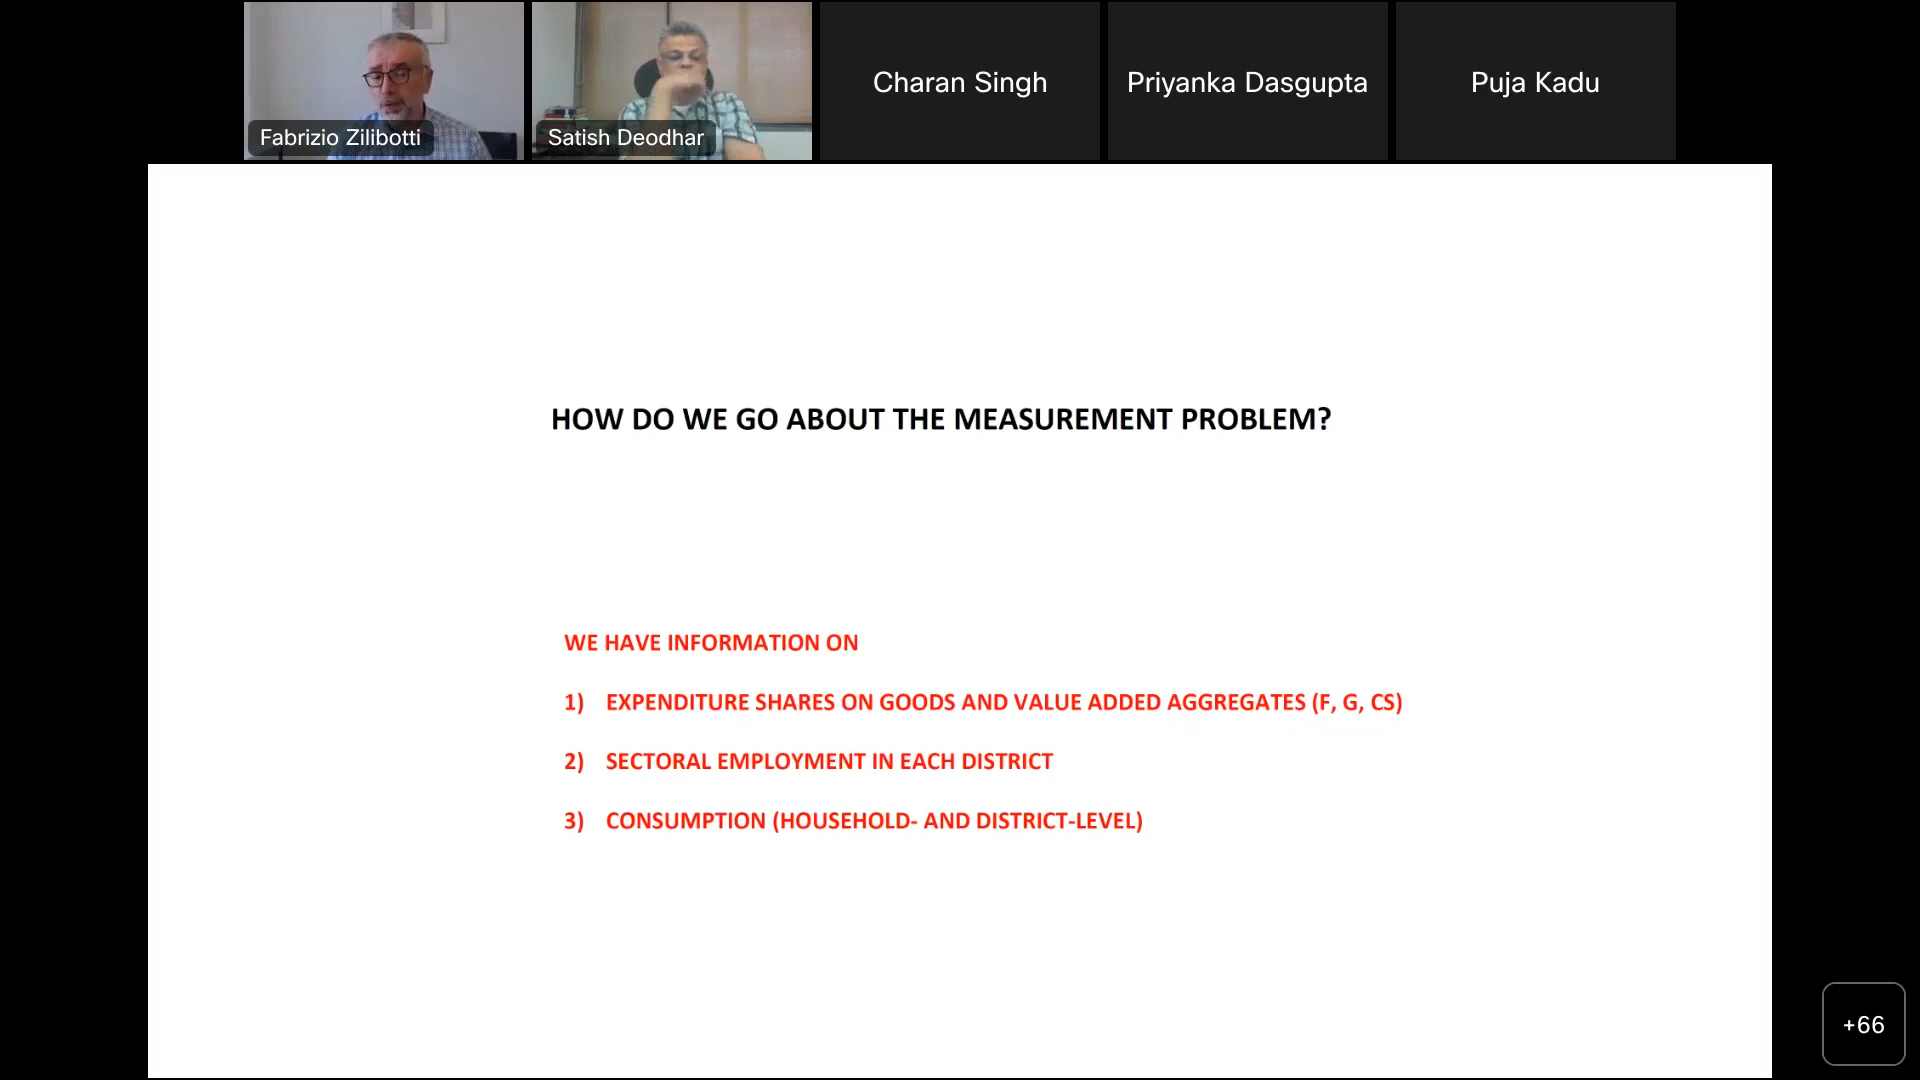 Fabrizio Zilibotti
Satish Deodhar
Charan Singh
Priyanka Dasgupta
Puja Kadu
HOW DO WE GO ABOUT THE MEASUREMENT PROBLEM?
WE HAVE INFORMATION ON
1) EXPENDITURE SHARES ON GOODS AND VALUE ADDED AGGREGATES (F, G, CS)
2) SECTORAL EMPLOYMENT IN EACH DISTRICT
3) CONSUMPTION (HOUSEHOLD- AND DISTRICT-LEVEL)
+66